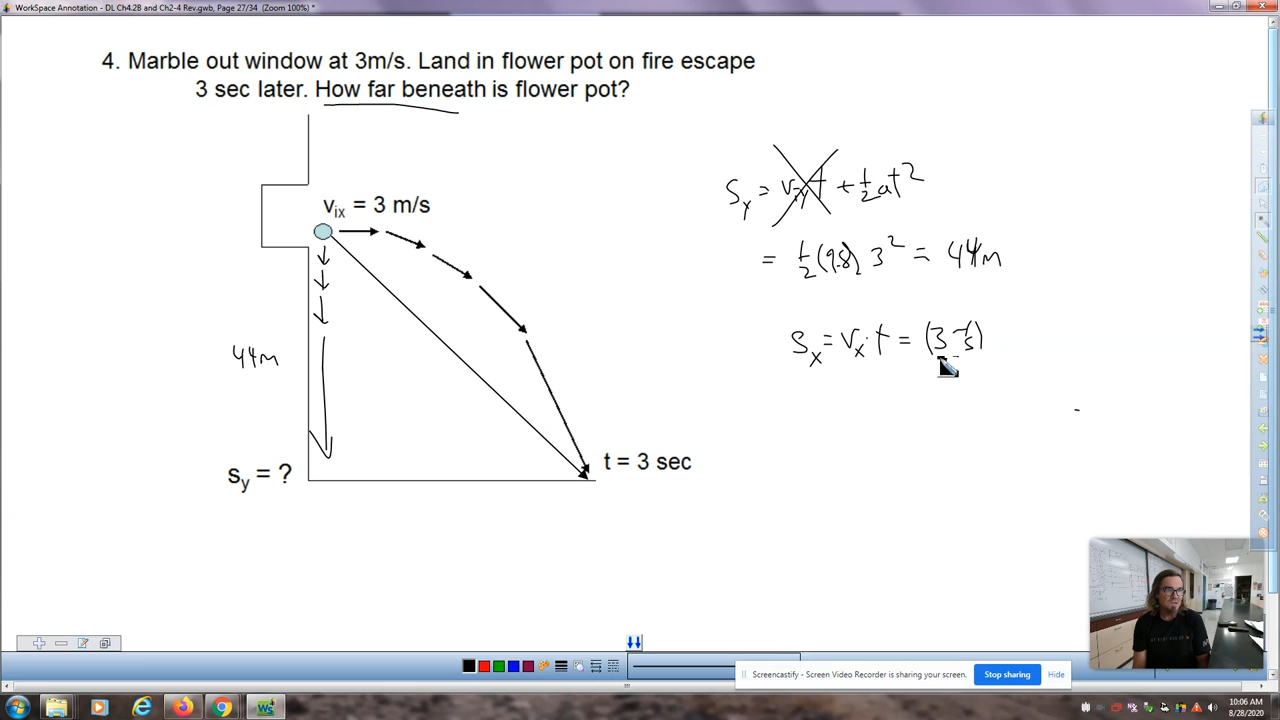 WorkSpace Annotation - DL Ch4.2B and Ch2-4 Rev.gwb, Page 27/34 (Zoom 100%) *
4. Marble out window at 3m/s. Land in flower pot on fire escape
3 sec later. How far beneath is flower pot?
Sy = viy t + 1/2 at²
vix = 3 m/s
= 1/2 (9.8) 3² = 44m
Sx = vx · t = (3 m/s)
44m
t = 3 sec
sy = ?
Screencastify - Screen Video Recorder is sharing your screen.
Stop sharing
Hide
10:06 AM
8/28/2020